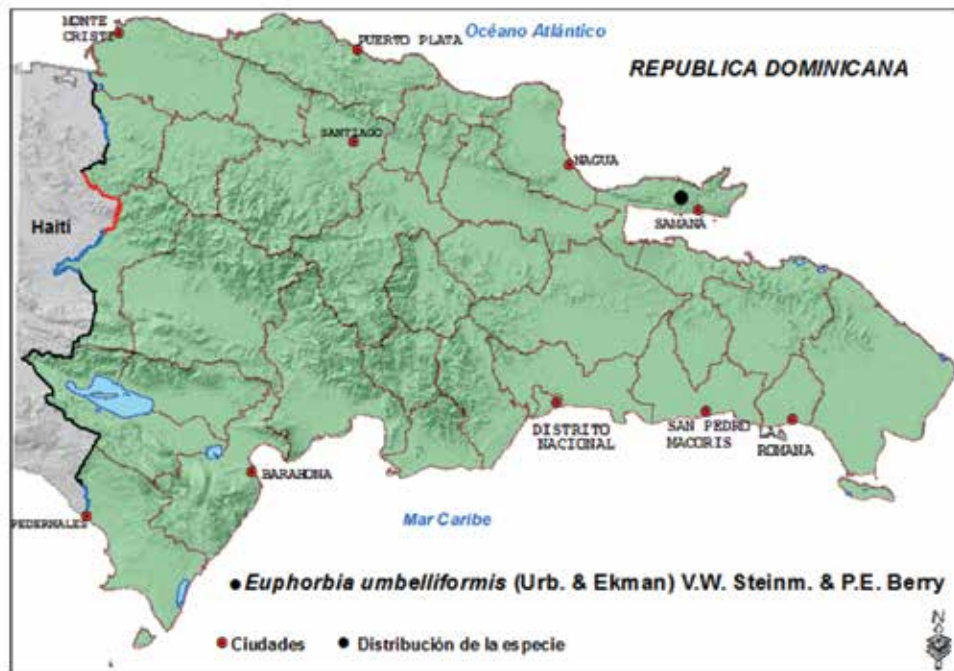 MONTE
CRISTI
PUERTO PLATA
Océano Atlántico
REPUBLICA DOMINICANA
SANTIAGO
NAGUA
SAMANA
Haití
DISTRITO
NACIONAL
SAN PEDRO
MACORIS
LA
ROMANA
BARAHONA
PEDERNALES
Mar Caribe
Euphorbia umbelliformis (Urb. & Ekman) V.W. Steinm. & P.E. Berry
Ciudades
Distribución de la especie
N